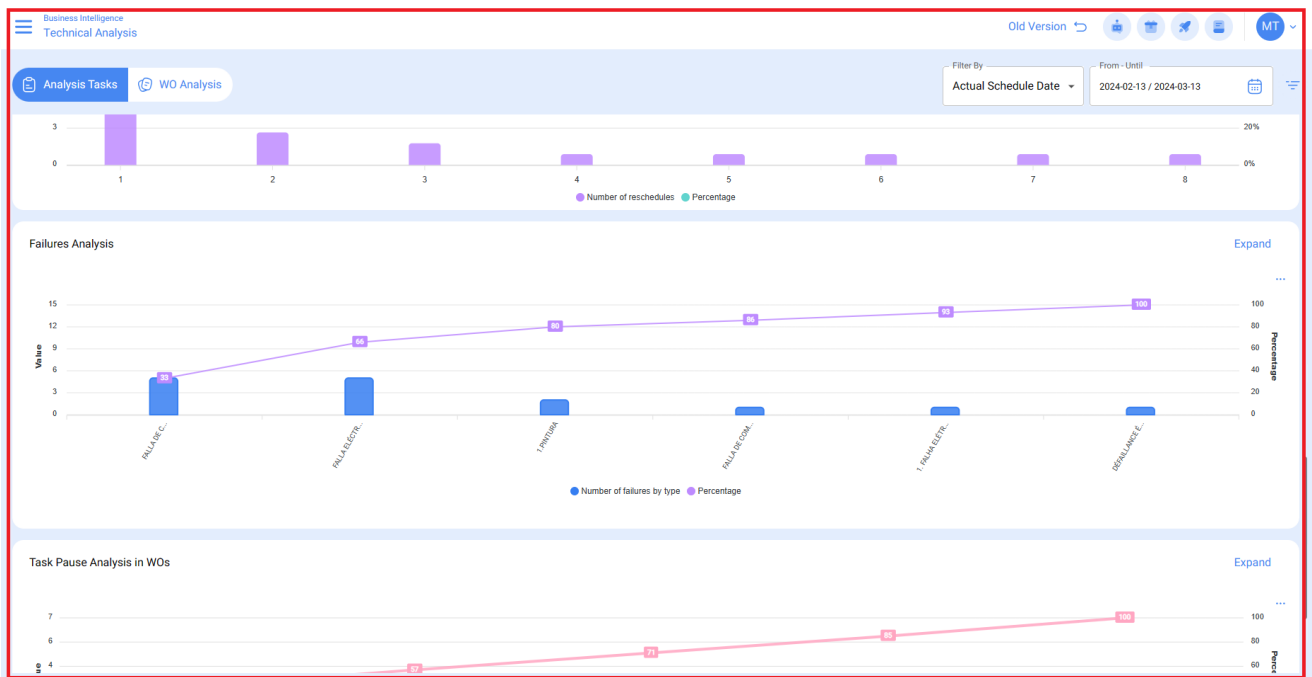 Business Intelligence
Technical Analysis
Old Version
MT
Analysis Tasks
WO Analysis
Filter By
Actual Schedule Date
From - Until
2024-02-13 / 2024-03-13
3
20%
0
0%
1 2 3 4 5 6 7 8
Number of reschedules Percentage
Failures Analysis
Expand
...
15
12
9
6
3
0
Value
33 66 80 86 93 100
100
80
60
40
20
0
Percentage
FALLA DE C...
FALLA ELÉCTR...
1.PINTURA
FALLA DE COM...
1. FALHA ELÉTR...
DÉFAILLANCE E...
Number of failures by type Percentage
Task Pause Analysis in WOs
Expand
...
7
6
4
57 71 85 100
100
80
60